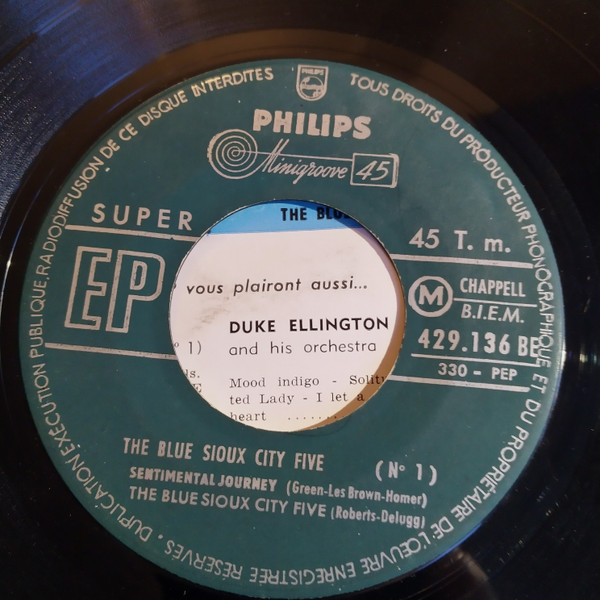 TOUS DROITS DU PRODUCTEUR PHONOGRAPHIQUE ET DU PROPRIÉTAIRE DE L'OEUVRE ENREGISTRÉE RÉSERVÉS. DUPLICATION EXÉCUTION PUBLIQUE, RADIODIFFUSION DE CE DISQUE INTERDITES
PHILIPS
PHILIPS
Minigroove 45
SUPER
EP
45 T. m.
M CHAPPELL
B.I.E.M.
429.136 BE
330 - PEP
THE BLU
vous plairont aussi...
DUKE ELLINGTON
1) and his orchestra
Mood indigo - Solit
ted Lady - I let a
heart .......
THE BLUE SIOUX CITY FIVE (N° 1)
SENTIMENTAL JOURNEY (Green-Les Brown-Homer)
THE BLUE SIOUX CITY FIVE (Roberts-Delugg)